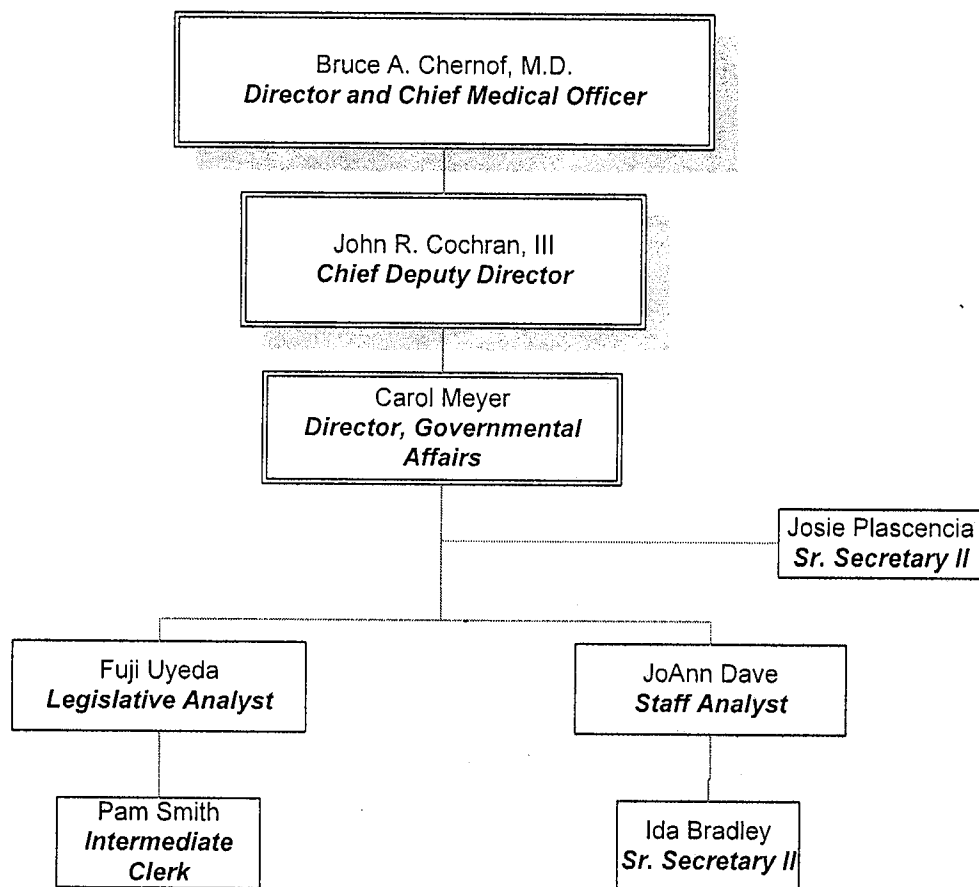 Bruce A. Chernof, M.D.
Director and Chief Medical Officer
John R. Cochran, III
Chief Deputy Director
Carol Meyer
Director, Governmental
Affairs
Josie Plascencia
Sr. Secretary II
Fuji Uyeda
Legislative Analyst
JoAnn Dave
Staff Analyst
Pam Smith
Intermediate
Clerk
Ida Bradley
Sr. Secretary II